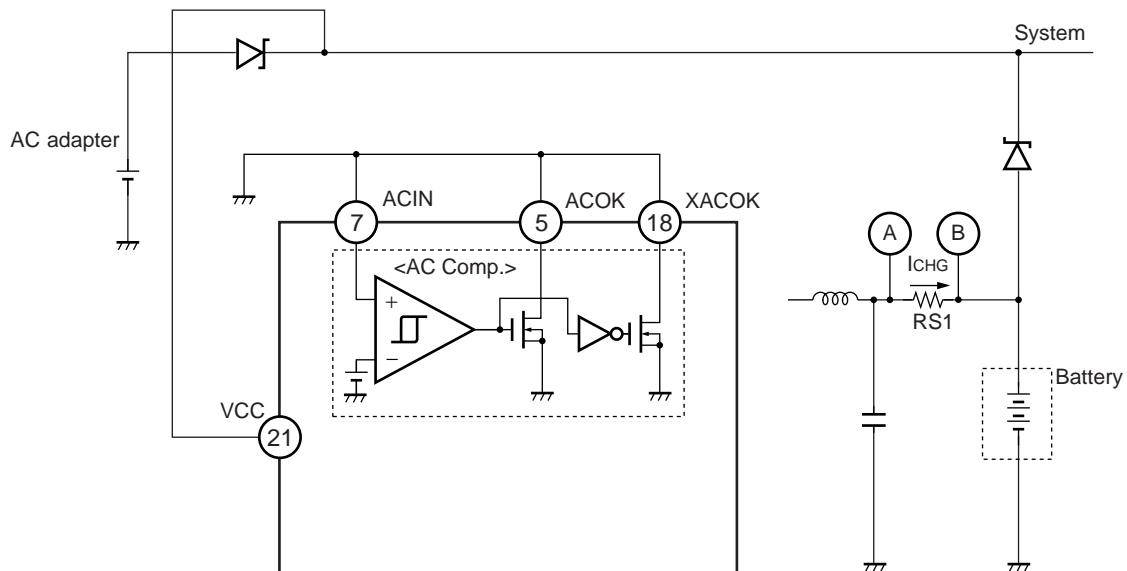 System
AC adapter
ACIN
ACOK
XACOK
7
5
18
A
B
<AC Comp.>
ICHG
+
RS1
−
Battery
VCC
21